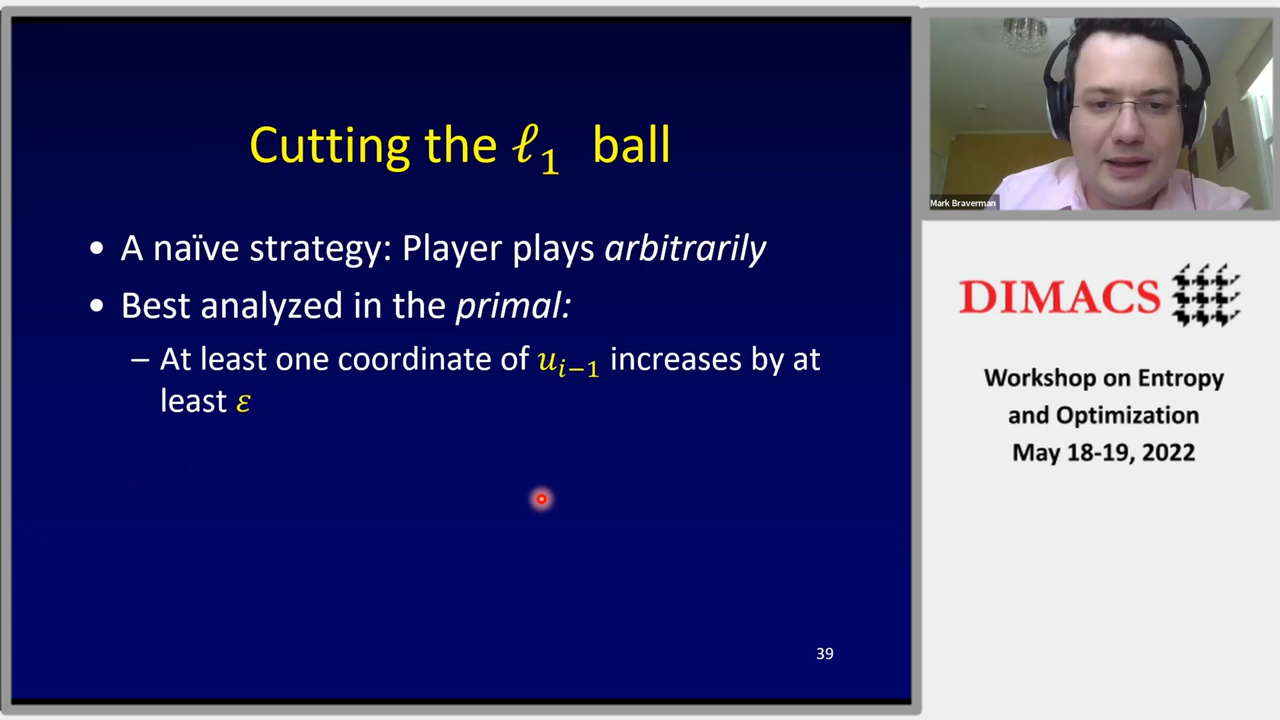 Cutting the ℓ₁ ball
• A naïve strategy: Player plays arbitrarily
• Best analyzed in the primal:
– At least one coordinate of uᵢ₋₁ increases by at
least ε
39
Mark Braverman
DIMACS
Workshop on Entropy
and Optimization
May 18-19, 2022